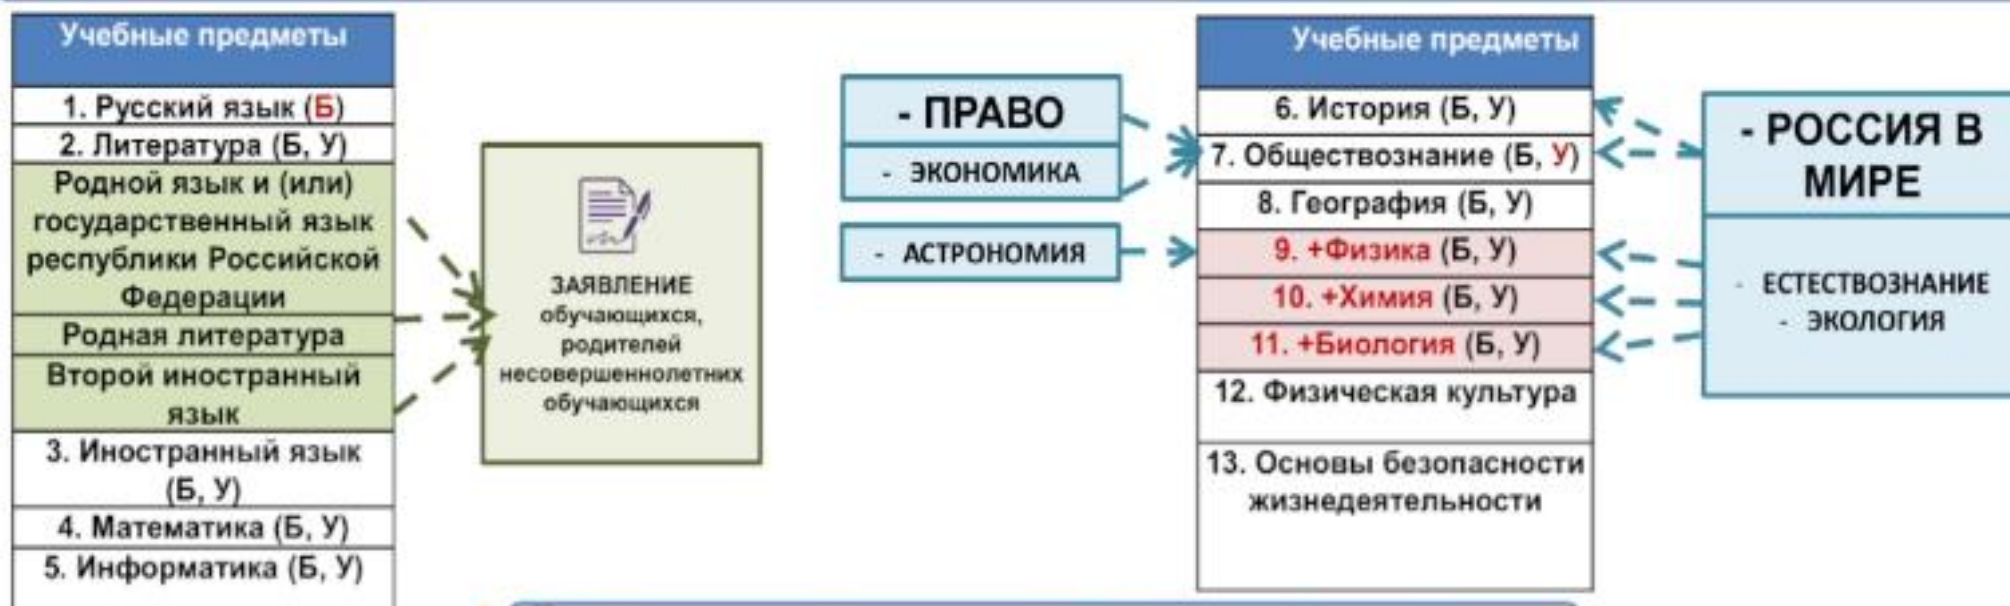 Учебные предметы
1. Русский язык (Б)
2. Литература (Б, У)
Родной язык и (или)
государственный язык
республики Российской
Федерации
Родная литература
Второй иностранный
язык
3. Иностранный язык
(Б, У)
4. Математика (Б, У)
5. Информатика (Б, У)
ЗАЯВЛЕНИЕ
обучающихся,
родителей
несовершеннолетних
обучающихся
- ПРАВО
- ЭКОНОМИКА
- АСТРОНОМИЯ
Учебные предметы
6. История (Б, У)
7. Обществознание (Б, У)
8. География (Б, У)
9. +Физика (Б, У)
10. +Химия (Б, У)
11. +Биология (Б, У)
12. Физическая культура
13. Основы безопасности
жизнедеятельности
- РОССИЯ В
МИРЕ
- ЕСТЕСТВОЗНАНИЕ
- ЭКОЛОГИЯ